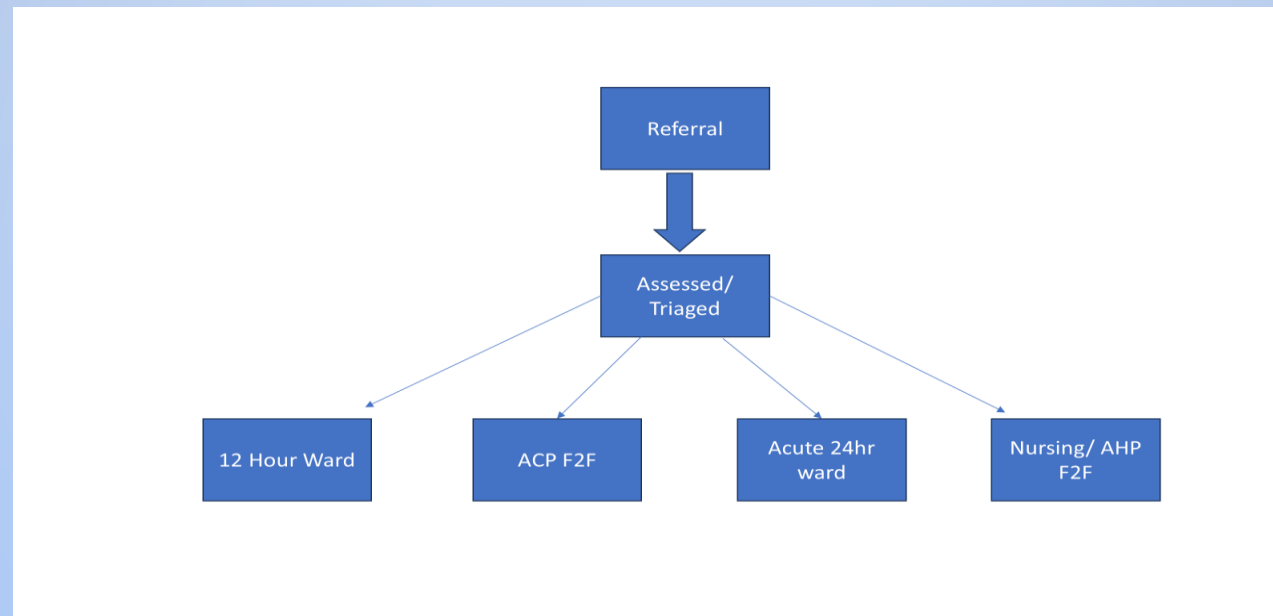 Referral
Assessed/
Triaged
12 Hour Ward
ACP F2F
Acute 24hr
ward
Nursing/ AHP
F2F